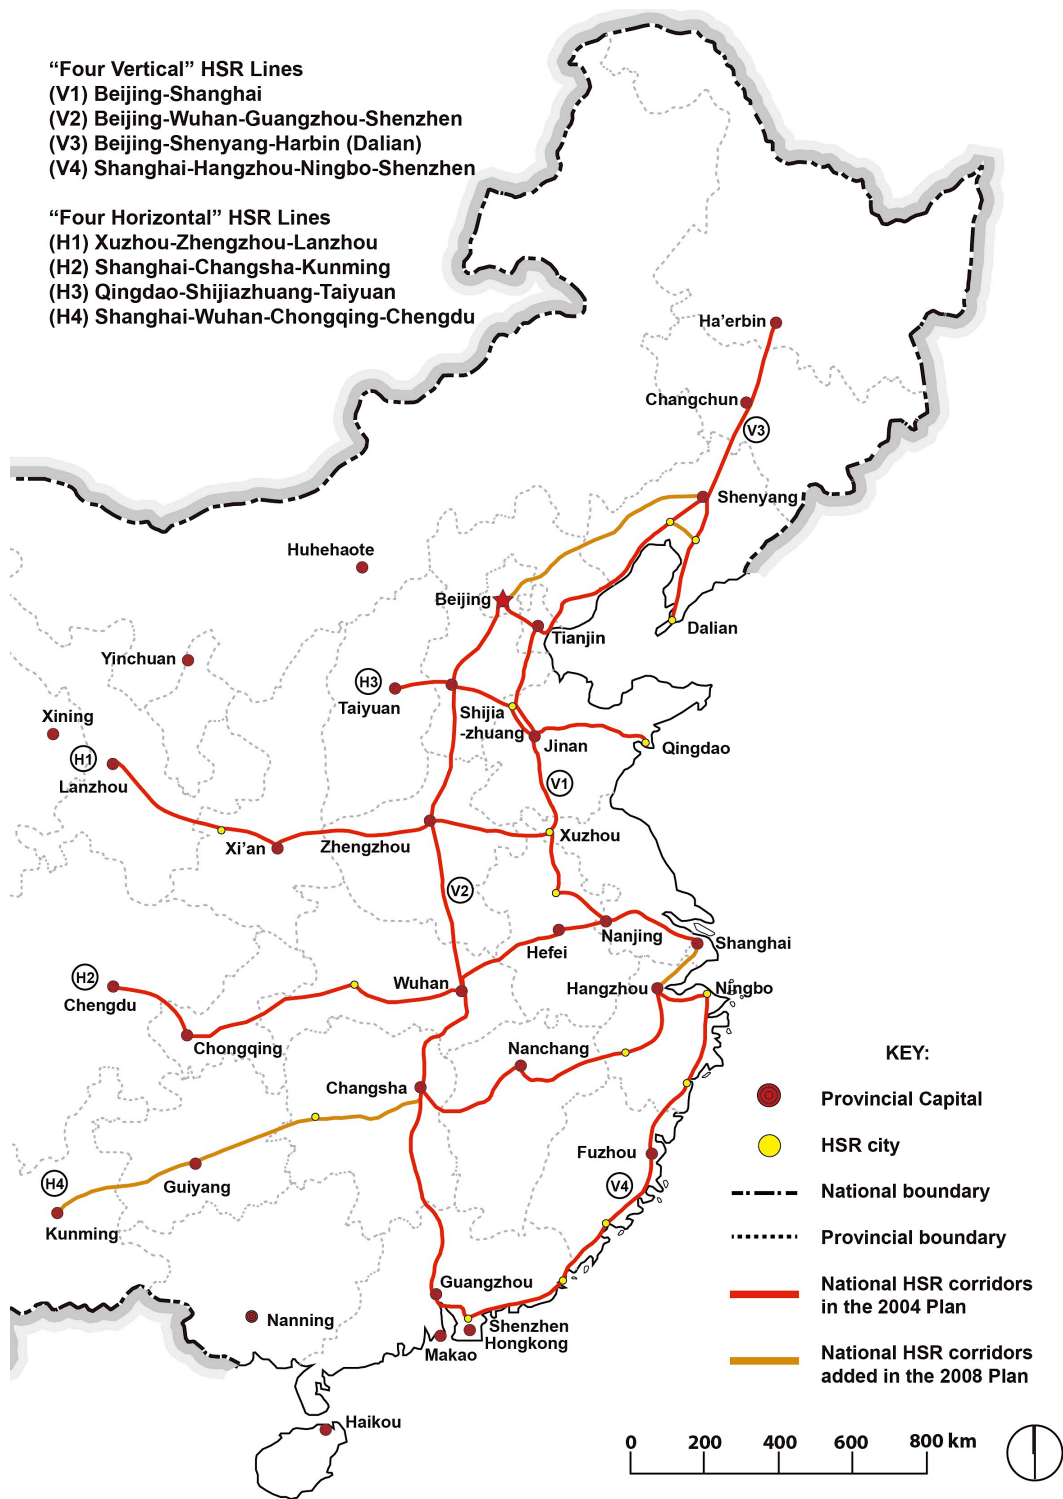 “Four Vertical” HSR Lines
(V1) Beijing-Shanghai
(V2) Beijing-Wuhan-Guangzhou-Shenzhen
(V3) Beijing-Shenyang-Harbin (Dalian)
(V4) Shanghai-Hangzhou-Ningbo-Shenzhen
“Four Horizontal” HSR Lines
(H1) Xuzhou-Zhengzhou-Lanzhou
(H2) Shanghai-Changsha-Kunming
(H3) Qingdao-Shijiazhuang-Taiyuan
(H4) Shanghai-Wuhan-Chongqing-Chengdu
Ha’erbin
Changchun
V3
Shenyang
Huhehaote
Beijing
Tianjin
Dalian
Yinchuan
H3
Taiyuan
Shijia
-zhuang
Jinan
Qingdao
Xining
H1
Lanzhou
V1
Xi’an
Zhengzhou
Xuzhou
V2
Nanjing
Hefei
Shanghai
H2
Chengdu
Wuhan
Hangzhou
Ningbo
Chongqing
Nanchang
Changsha
Fuzhou
V4
H4
Guiyang
Kunming
Guangzhou
Nanning
Shenzhen
Hongkong
Makao
Haikou
KEY:
Provincial Capital
HSR city
National boundary
Provincial boundary
National HSR corridors
in the 2004 Plan
National HSR corridors
added in the 2008 Plan
0 200 400 600 800 km